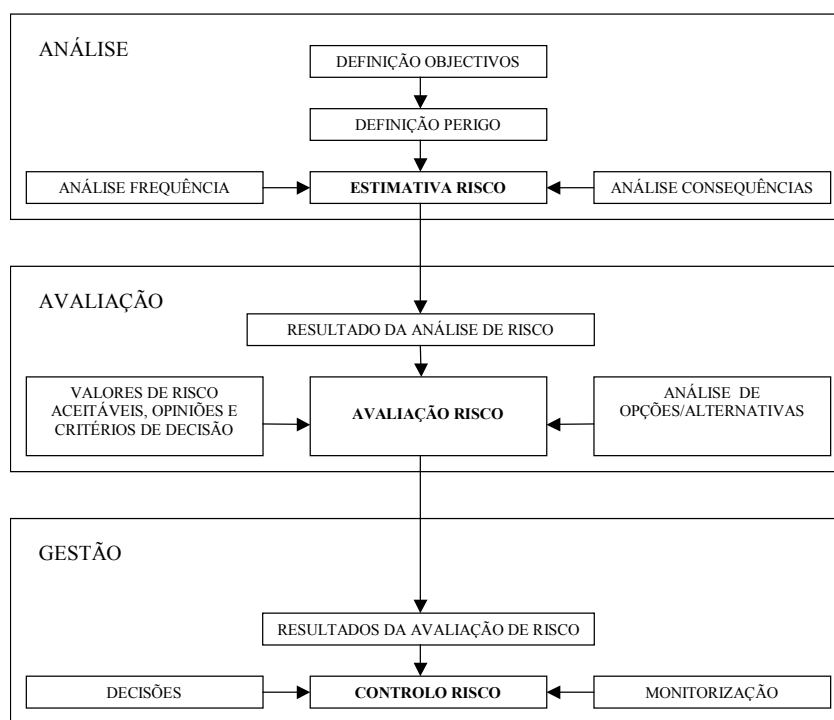 ANÁLISE
DEFINIÇÃO OBJECTIVOS
DEFINIÇÃO PERIGO
ANÁLISE FREQUÊNCIA
ESTIMATIVA RISCO
ANÁLISE CONSEQUÊNCIAS
AVALIAÇÃO
RESULTADO DA ANÁLISE DE RISCO
VALORES DE RISCO
ACEITÁVEIS, OPINIÕES E
CRITÉRIOS DE DECISÃO
AVALIAÇÃO RISCO
ANÁLISE DE
OPÇÕES/ALTERNATIVAS
GESTÃO
RESULTADOS DA AVALIAÇÃO DE RISCO
DECISÕES
CONTROLO RISCO
MONITORIZAÇÃO